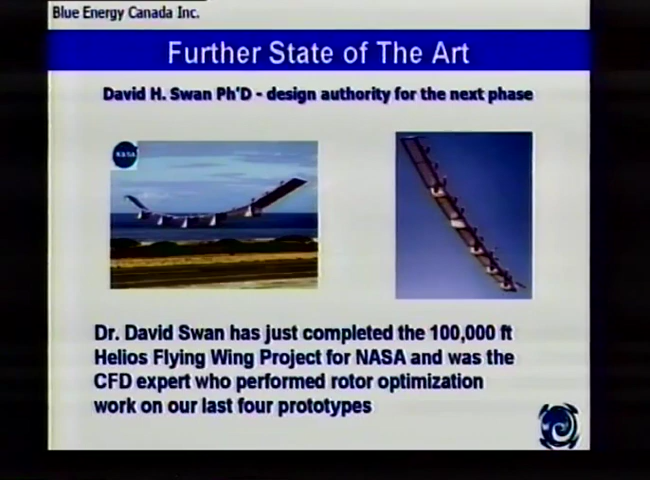 Blue Energy Canada Inc.
Further State of The Art
David H. Swan Ph'D - design authority for the next phase
NASA
Dr. David Swan has just completed the 100,000 ft
Helios Flying Wing Project for NASA and was the
CFD expert who performed rotor optimization
work on our last four prototypes